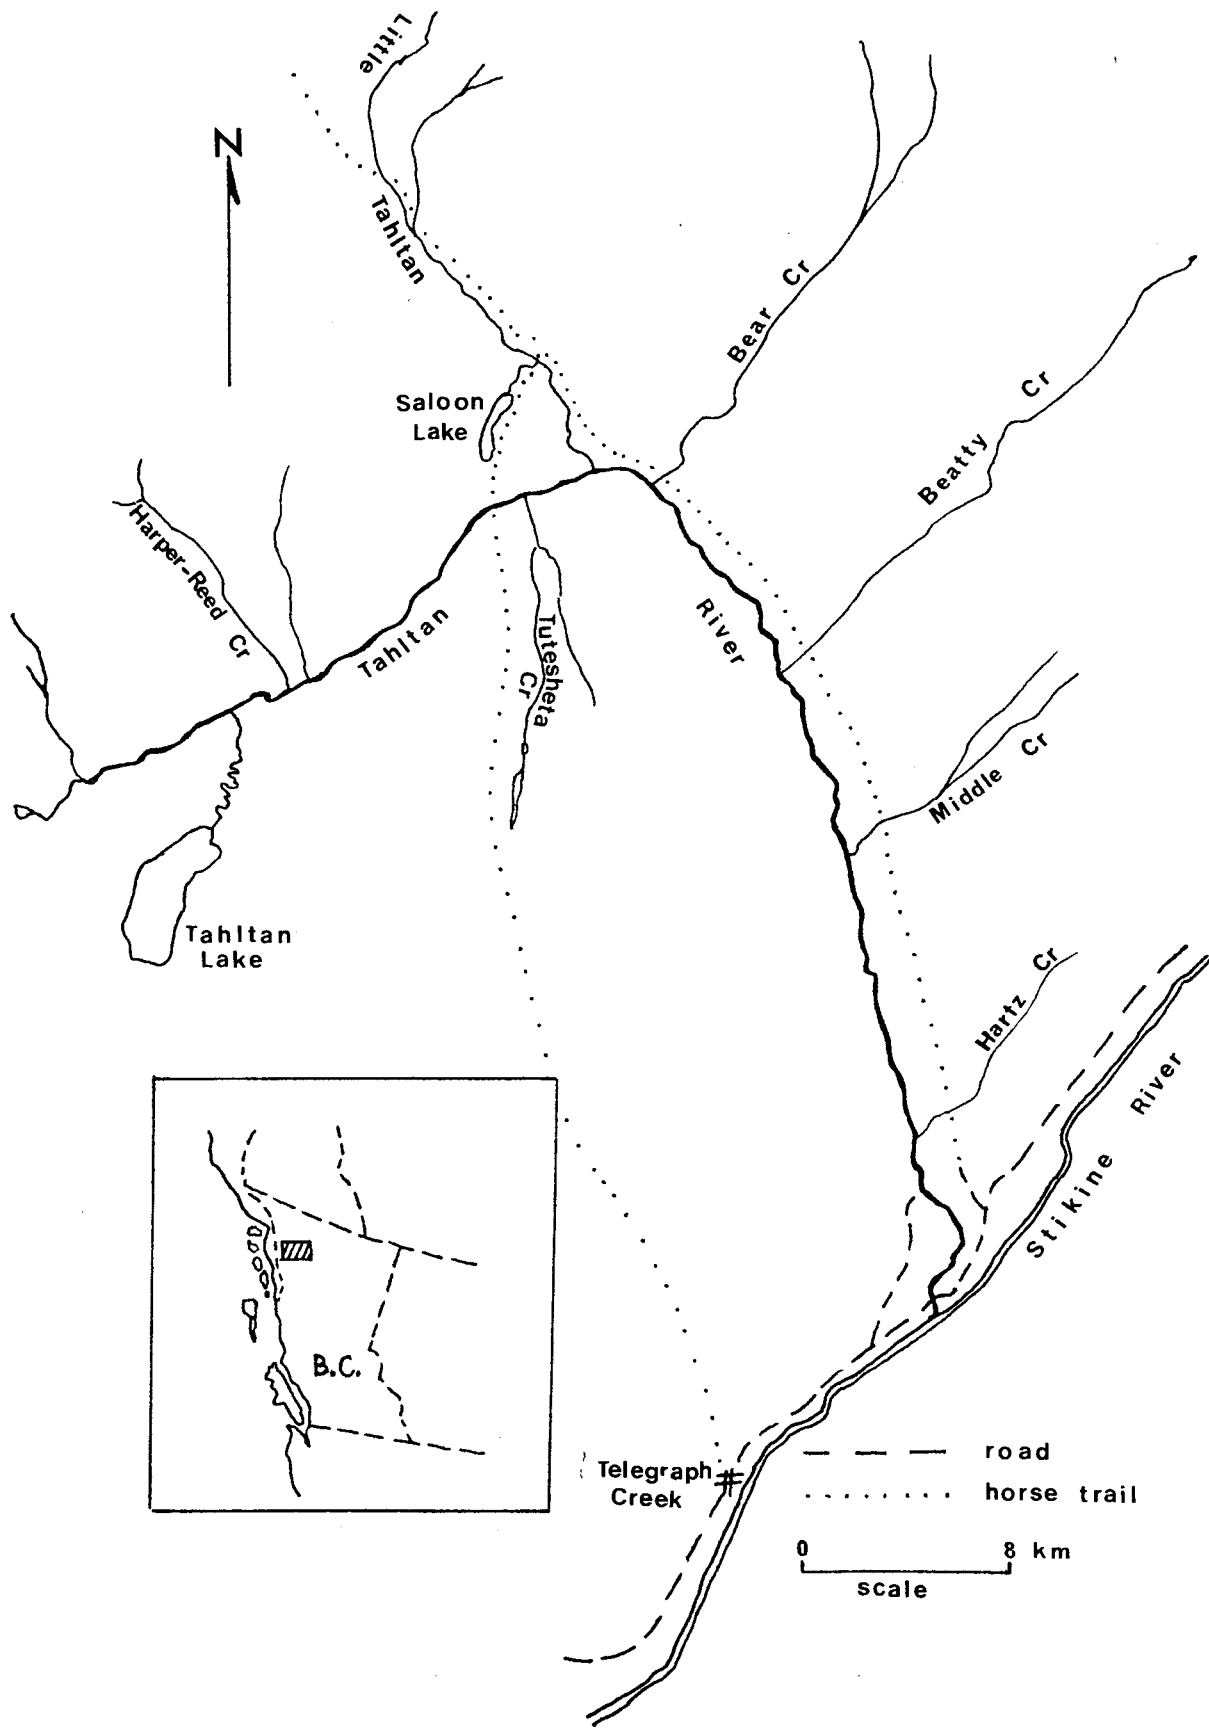 Little
N
Tahltan
Bear Cr
Beatty Cr
Saloon
Lake
Harper-Reed Cr
Tahltan
River
Tutesheta
Cr
Middle Cr
Tahltan
Lake
Hartz Cr
Stikine River
B.C.
Telegraph
Creek
road
horse trail
0 8 km
scale